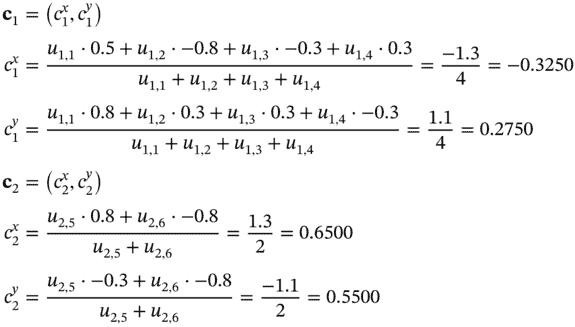 c₁ = (c₁ˣ, c₁ʸ)
c₁ˣ = (u₁,₁ · 0.5 + u₁,₂ · −0.8 + u₁,₃ · −0.3 + u₁,₄ · 0.3) / (u₁,₁ + u₁,₂ + u₁,₃ + u₁,₄) = −1.3 / 4 = −0.3250
c₁ʸ = (u₁,₁ · 0.8 + u₁,₂ · 0.3 + u₁,₃ · 0.3 + u₁,₄ · −0.3) / (u₁,₁ + u₁,₂ + u₁,₃ + u₁,₄) = 1.1 / 4 = 0.2750
c₂ = (c₂ˣ, c₂ʸ)
c₂ˣ = (u₂,₅ · 0.8 + u₂,₆ · −0.8) / (u₂,₅ + u₂,₆) = 1.3 / 2 = 0.6500
c₂ʸ = (u₂,₅ · −0.3 + u₂,₆ · −0.8) / (u₂,₅ + u₂,₆) = −1.1 / 2 = 0.5500